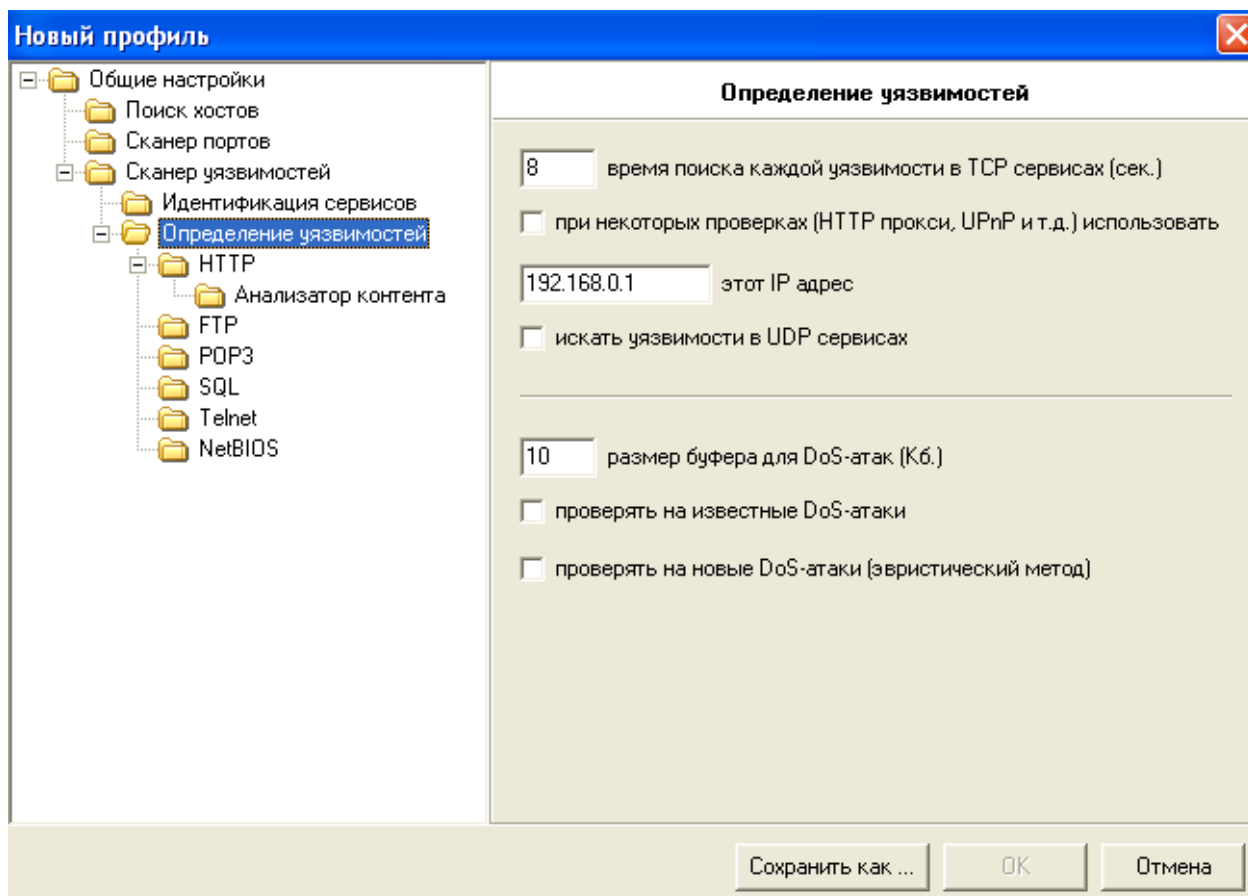 Новый профиль
Общие настройки
Поиск хостов
Сканер портов
Сканер уязвимостей
Идентификация сервисов
Определение уязвимостей
HTTP
Анализатор контента
FTP
POP3
SQL
Telnet
NetBIOS
Определение уязвимостей
8 время поиска каждой уязвимости в TCP сервисах (сек.)
при некоторых проверках (HTTP прокси, UPnP и т.д.) использовать
192.168.0.1 этот IP адрес
искать уязвимости в UDP сервисах
10 размер буфера для DoS-атак (Кб.)
проверять на известные DoS-атаки
проверять на новые DoS-атаки (эвристический метод)
Сохранить как ... OK Отмена